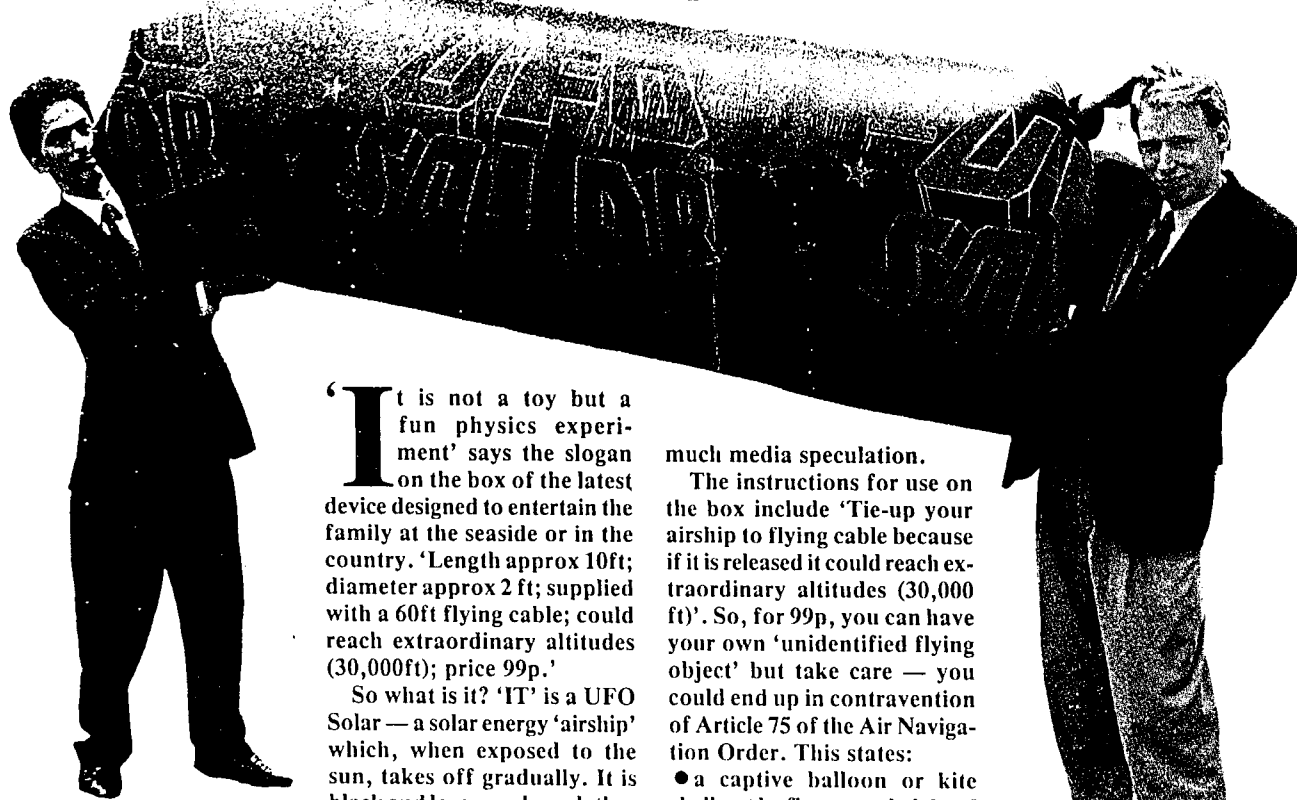 UFO
SOLAR
‘It is not a toy but a
fun physics experi-
ment’ says the slogan
on the box of the latest
device designed to entertain the
family at the seaside or in the
country. ‘Length approx 10ft;
diameter approx 2 ft; supplied
with a 60ft flying cable; could
reach extraordinary altitudes
(30,000ft); price 99p.’
So what is it? ‘IT’ is a UFO
Solar — a solar energy ‘airship’
which, when exposed to the
sun, takes off gradually. It is
much media speculation.
The instructions for use on
the box include ‘Tie-up your
airship to flying cable because
if it is released it could reach ex-
traordinary altitudes (30,000
ft)’. So, for 99p, you can have
your own ‘unidentified flying
object’ but take care — you
could end up in contravention
of Article 75 of the Air Naviga-
tion Order. This states:
●a captive balloon or kite